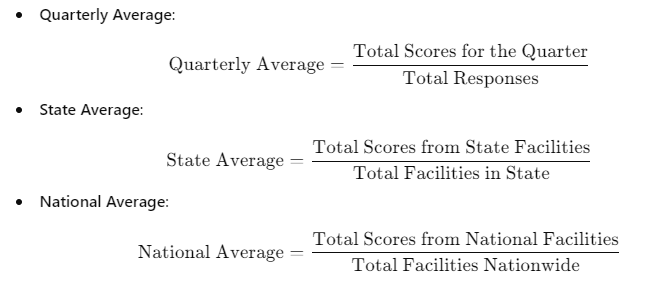 • Quarterly Average:
Quarterly Average = Total Scores for the Quarter / Total Responses
• State Average:
State Average = Total Scores from State Facilities / Total Facilities in State
• National Average:
National Average = Total Scores from National Facilities / Total Facilities Nationwide